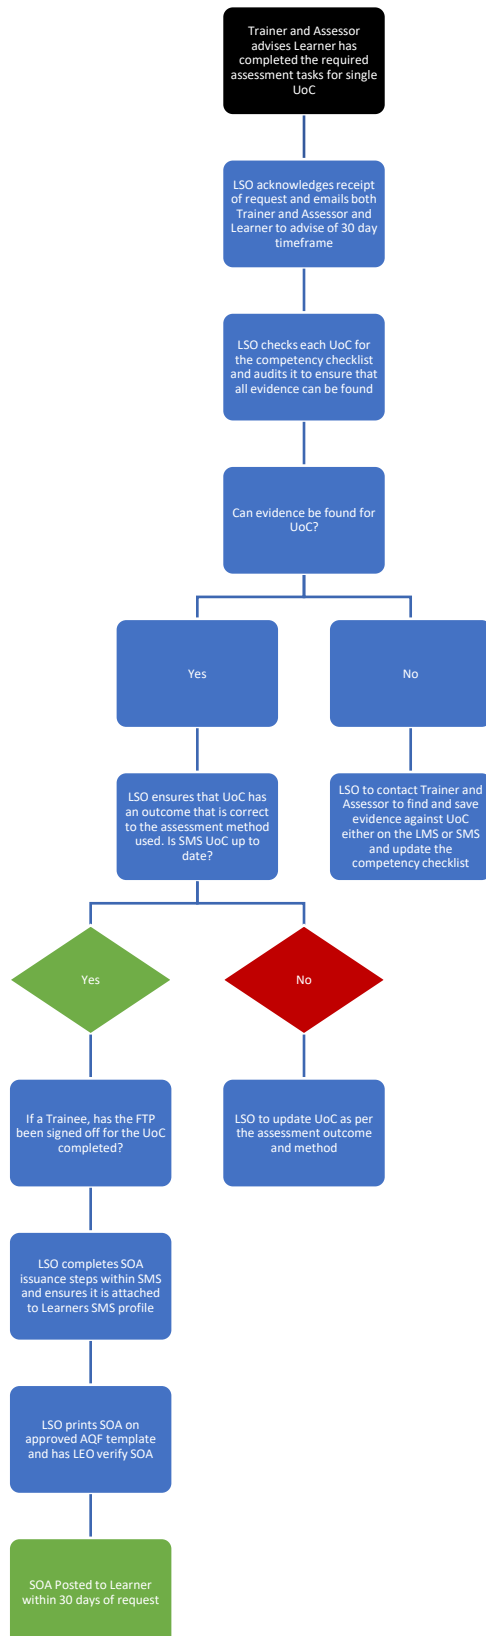 Trainer and Assessor
advises Learner has
completed the required
assessment tasks for single
UoC
LSO acknowledges receipt
of request and emails both
Trainer and Assessor and
Learner to advise of 30 day
timeframe
LSO checks each UoC for
the competency checklist
and audits it to ensure that
all evidence can be found
Can evidence be found for
UoC?
Yes
No
LSO ensures that UoC has
an outcome that is correct
to the assessment method
used. Is SMS UoC up to
date?
LSO to contact Trainer and
Assessor to find and save
evidence against UoC
either on the LMS or SMS
and update the
competency checklist
Yes
No
If a Trainee, has the FTP
been signed off for the UoC
completed?
LSO to update UoC as per
the assessment outcome
and method
LSO completes SOA
issuance steps within SMS
and ensures it is attached
to Learners SMS profile
LSO prints SOA on
approved AQF template
and has LEO verify SOA
SOA Posted to Learner
within 30 days of request